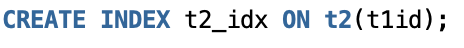 CREATE INDEX t2_idx ON t2(t1id);